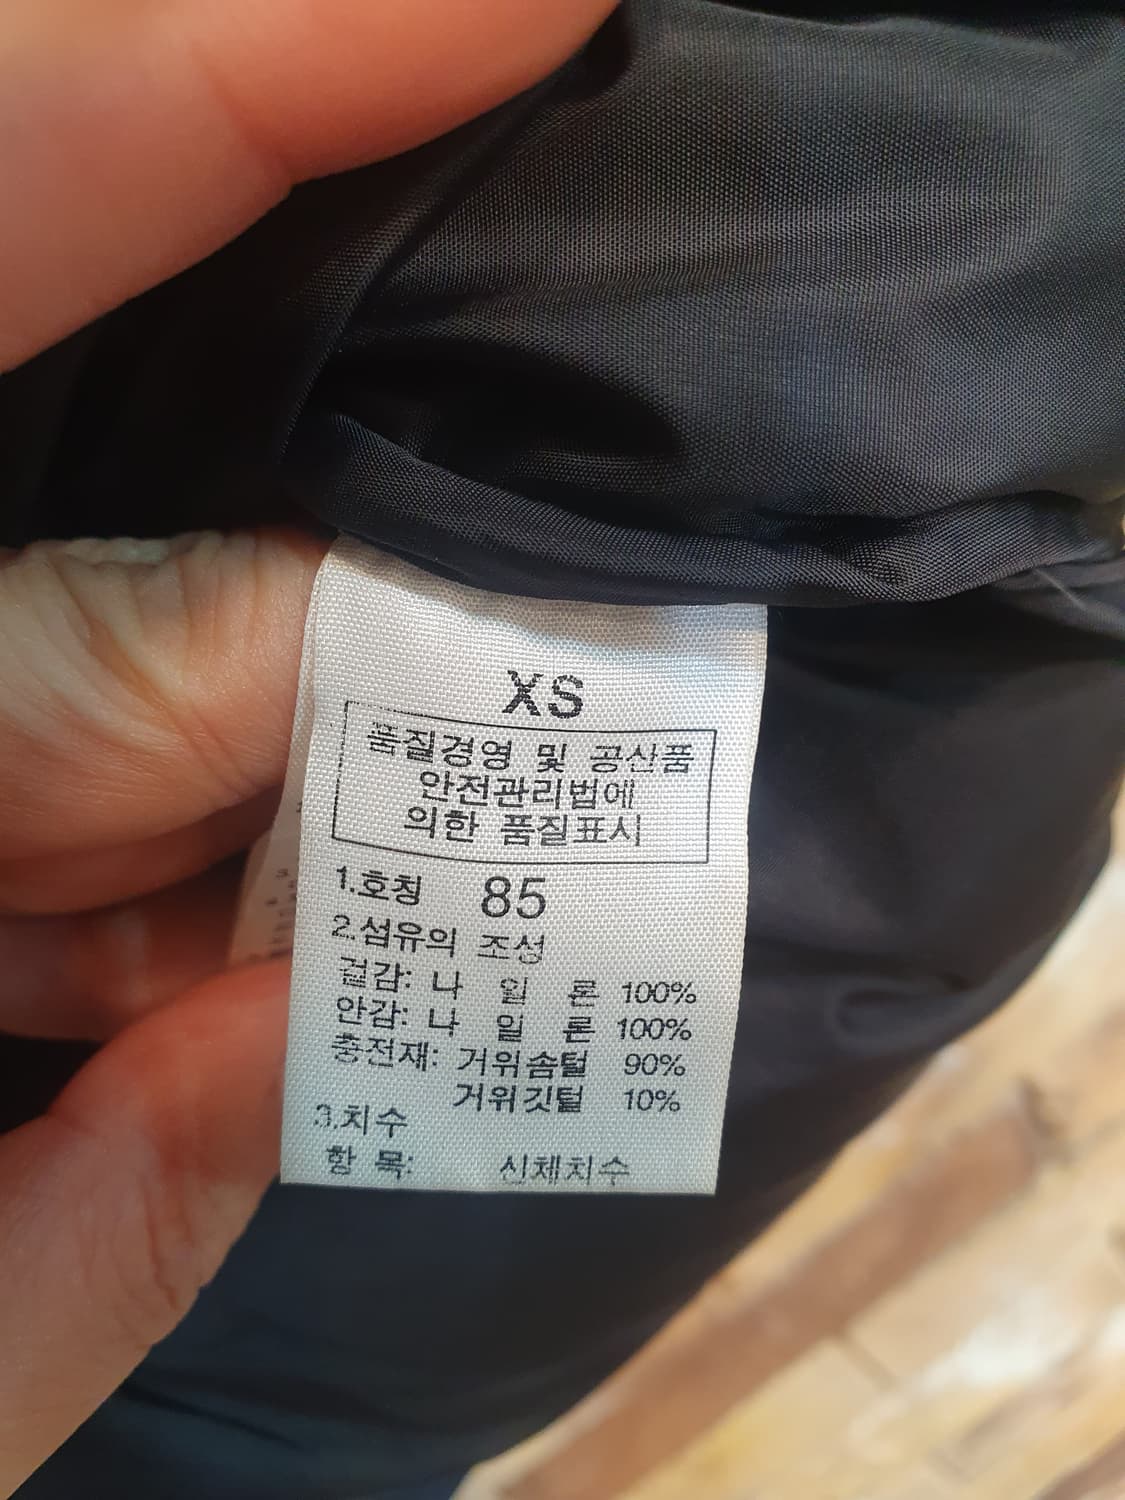 XS
품질경영 및 공산품
안전관리법에
의한 품질표시
1.호칭 85
2.섬유의 조성
겉감: 나 일 론 100%
안감: 나 일 론 100%
충전재: 거위솜털 90%
거위깃털 10%
3.치수
항 목: 신체치수